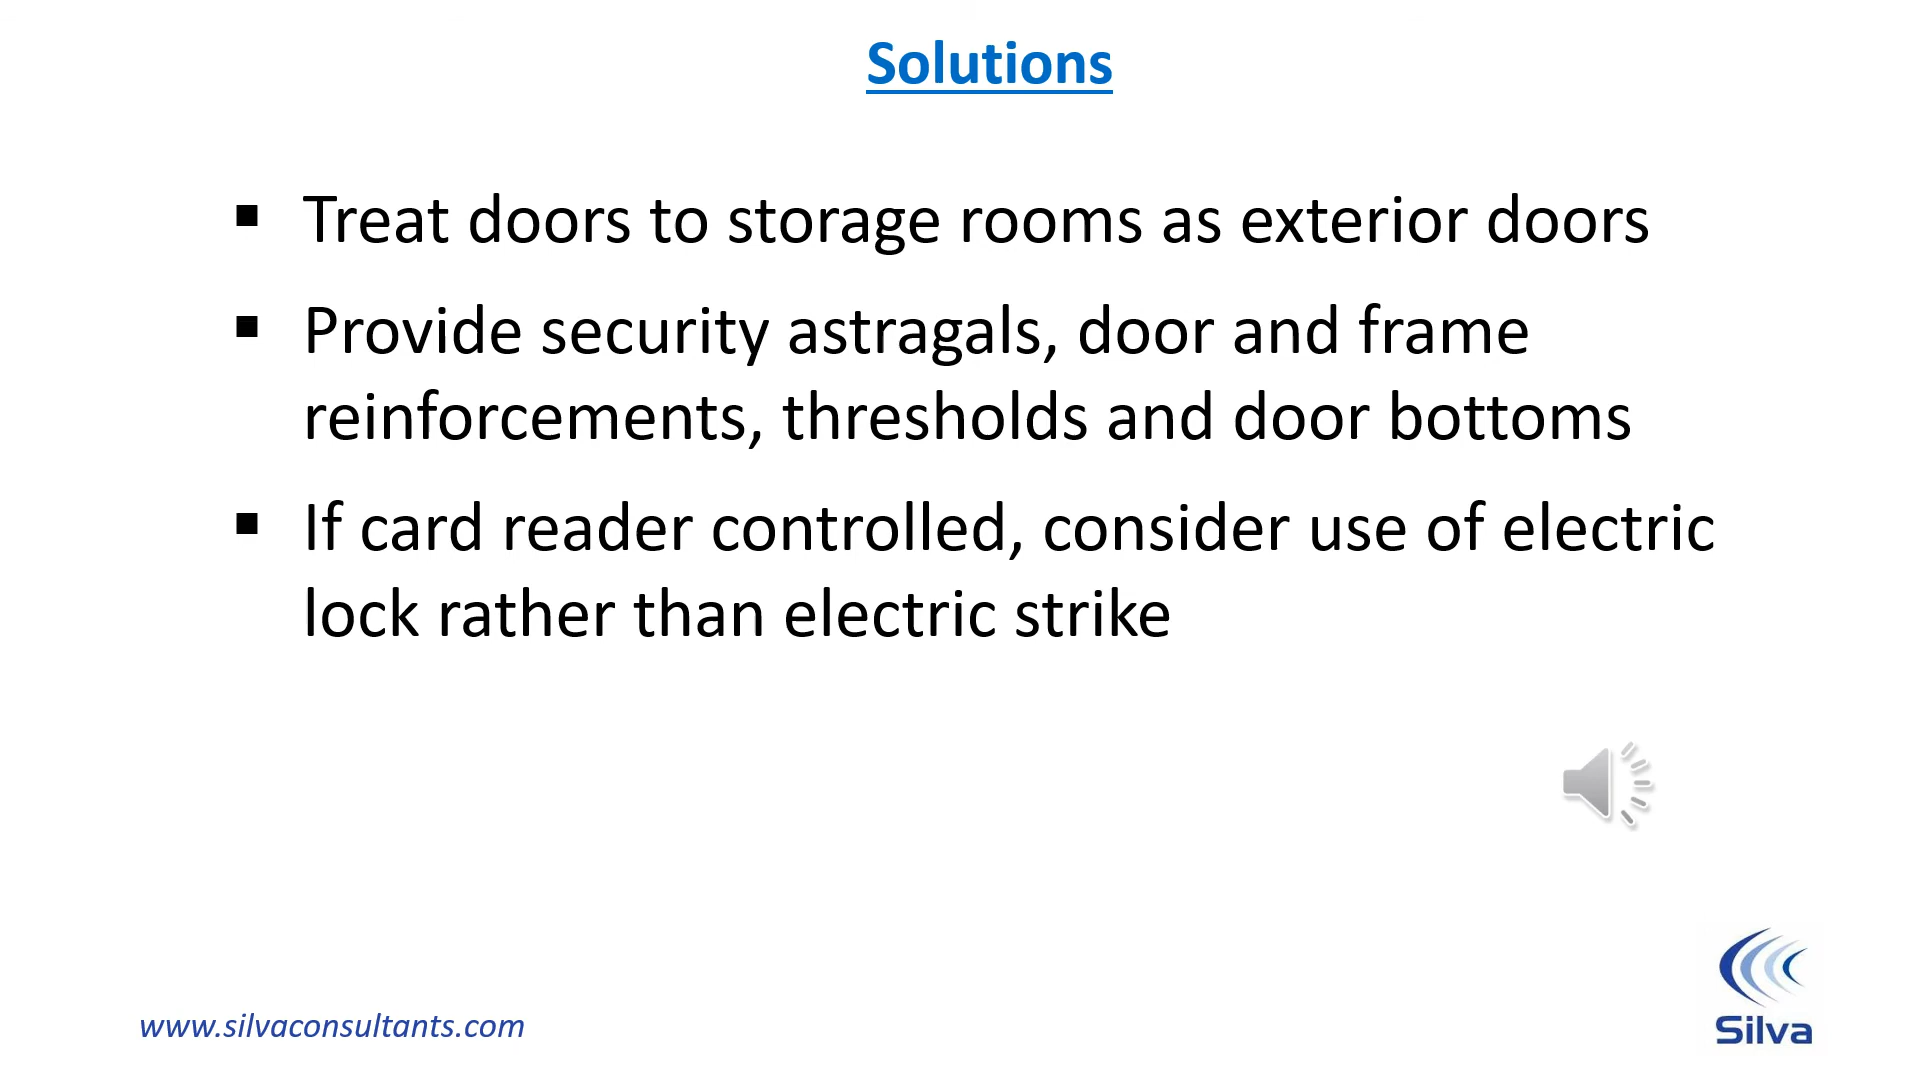 Solutions
▪ Treat doors to storage rooms as exterior doors
▪ Provide security astragals, door and frame
reinforcements, thresholds and door bottoms
▪ If card reader controlled, consider use of electric
lock rather than electric strike
www.silvaconsultants.com
Silva